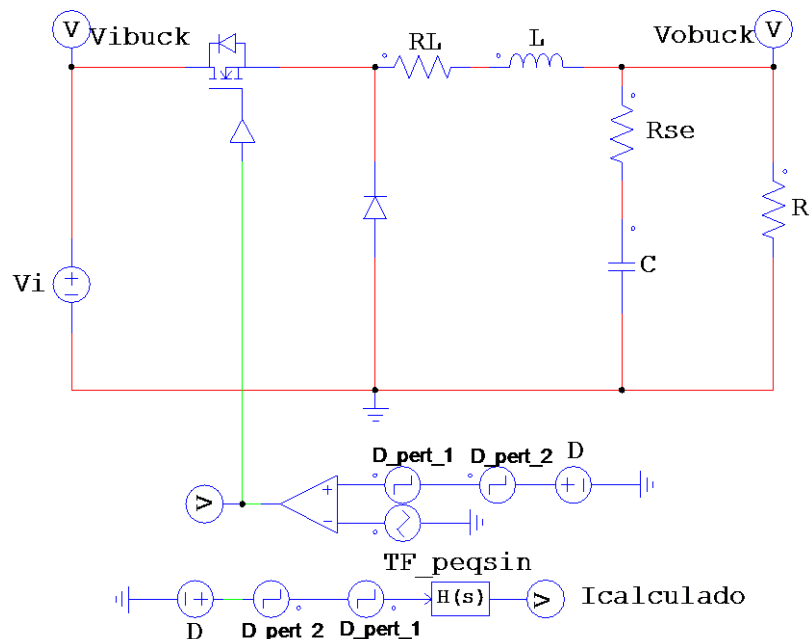 V Vibuck
RL
L
Vobuck V
Rse
R
Vi
C
D_pert_1
D_pert_2
D
V
TF_peqsin
H(s)
V
Icalculado
D
D_pert_2
D_pert_1